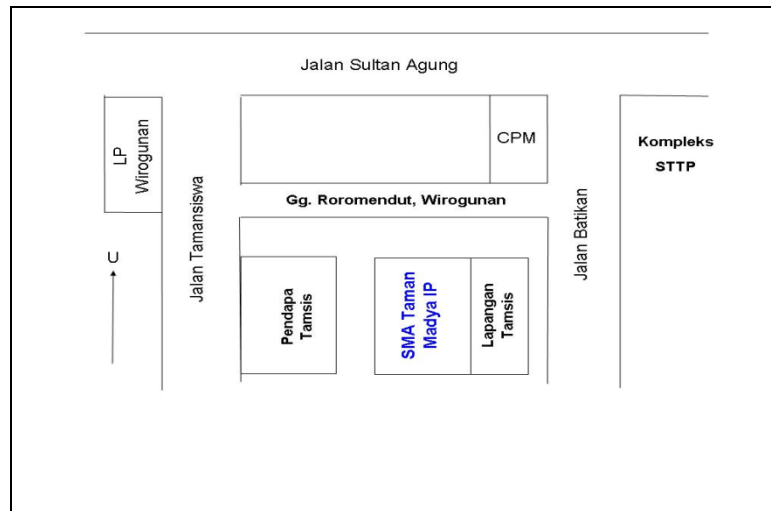 Jalan Sultan Agung
LP
Wirogunan
CPM
Kompleks
STTP
Gg. Roromendut, Wirogunan
Jalan Tamansiswa
Jalan Batikan
U
Pendapa
Tamsis
SMA Taman
Madya IP
Lapangan
Tamsis